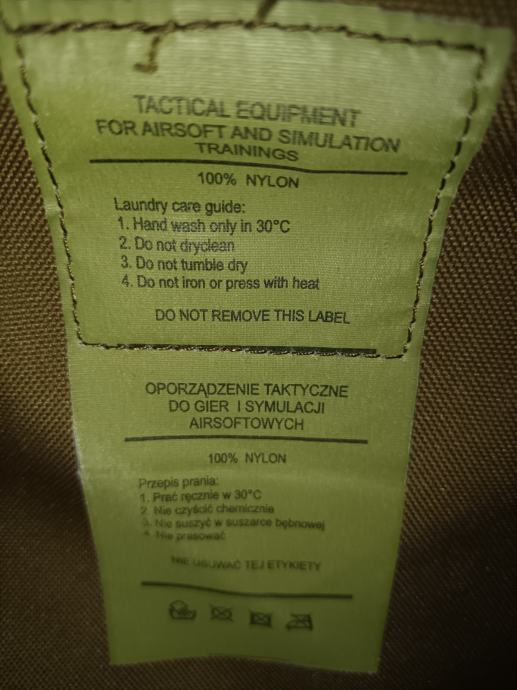 TACTICAL EQUIPMENT
FOR AIRSOFT AND SIMULATION
TRAININGS
100% NYLON
Laundry care guide:
1. Hand wash only in 30°C
2. Do not dryclean
3. Do not tumble dry
4. Do not iron or press with heat
DO NOT REMOVE THIS LABEL
OPORZĄDZENIE TAKTYCZNE
DO GIER I SYMULACJI
AIRSOFTOWYCH
100% NYLON
Przepis prania:
1. Prać ręcznie w 30°C
2. Nie czyścić chemicznie
3. Nie suszyć w suszarce bębnowej
4. Nie prasować
NIE USUWAĆ TEJ ETYKIETY